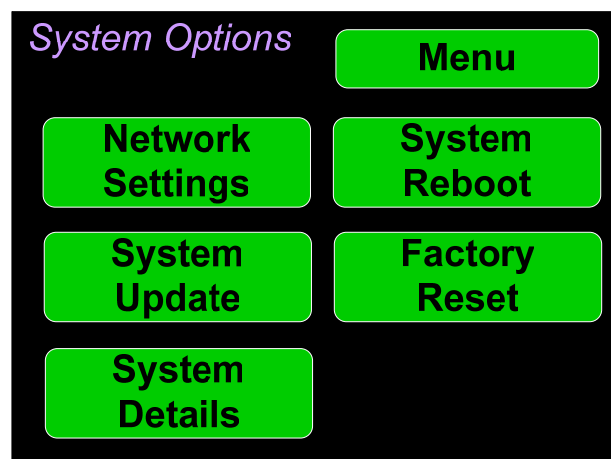 System Options
Menu
Network
Settings
System
Reboot
System
Update
Factory
Reset
System
Details